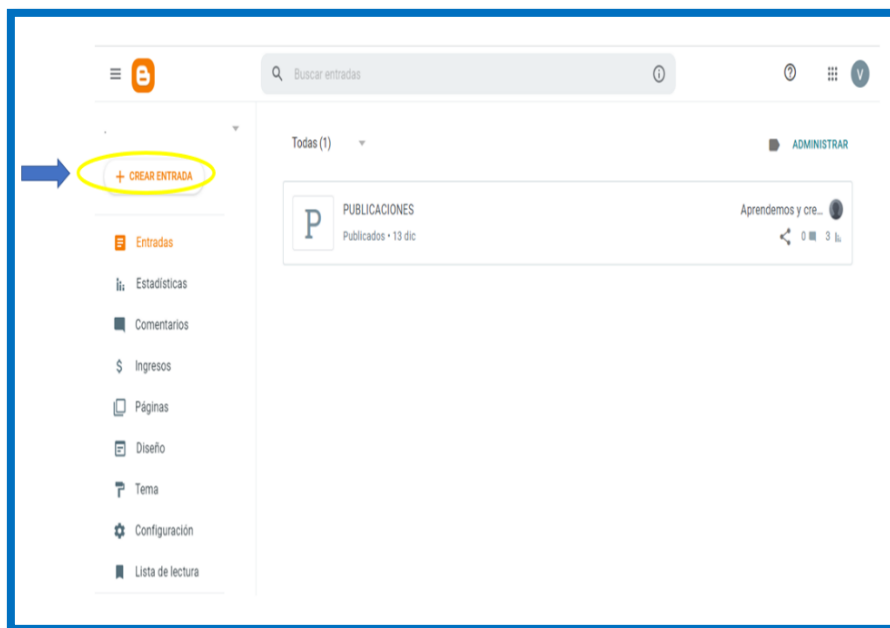 Buscar entradas
V
CREAR ENTRADA
Entradas
Estadísticas
Comentarios
Ingresos
Páginas
Diseño
Tema
Configuración
Lista de lectura
Todas (1)
ADMINISTRAR
P
PUBLICACIONES
Aprendemos y cre...
Publicados • 13 dic
0 3